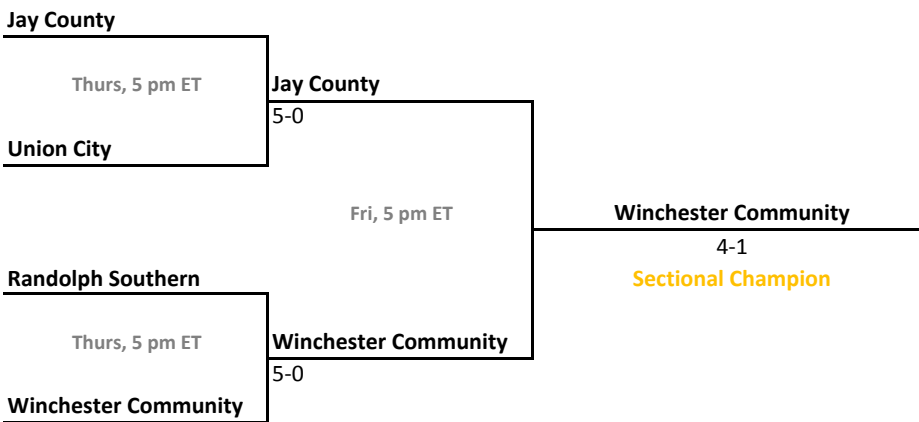 Jay County
Thurs, 5 pm ET
Jay County
5-0
Union City
Fri, 5 pm ET
Winchester Community
4-1
Sectional Champion
Randolph Southern
Thurs, 5 pm ET
Winchester Community
5-0
Winchester Community